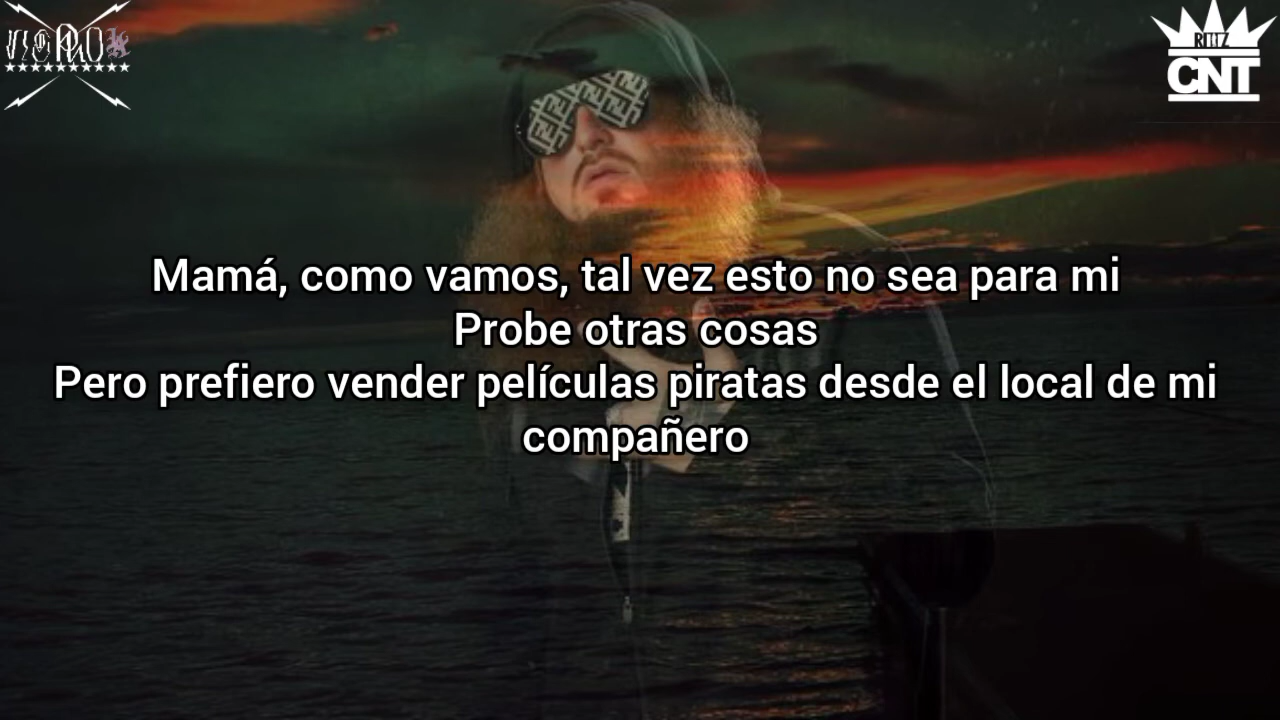 RITTZ
CNT
Mamá, como vamos, tal vez esto no sea para mi
Probe otras cosas
Pero prefiero vender películas piratas desde el local de mi
compañero